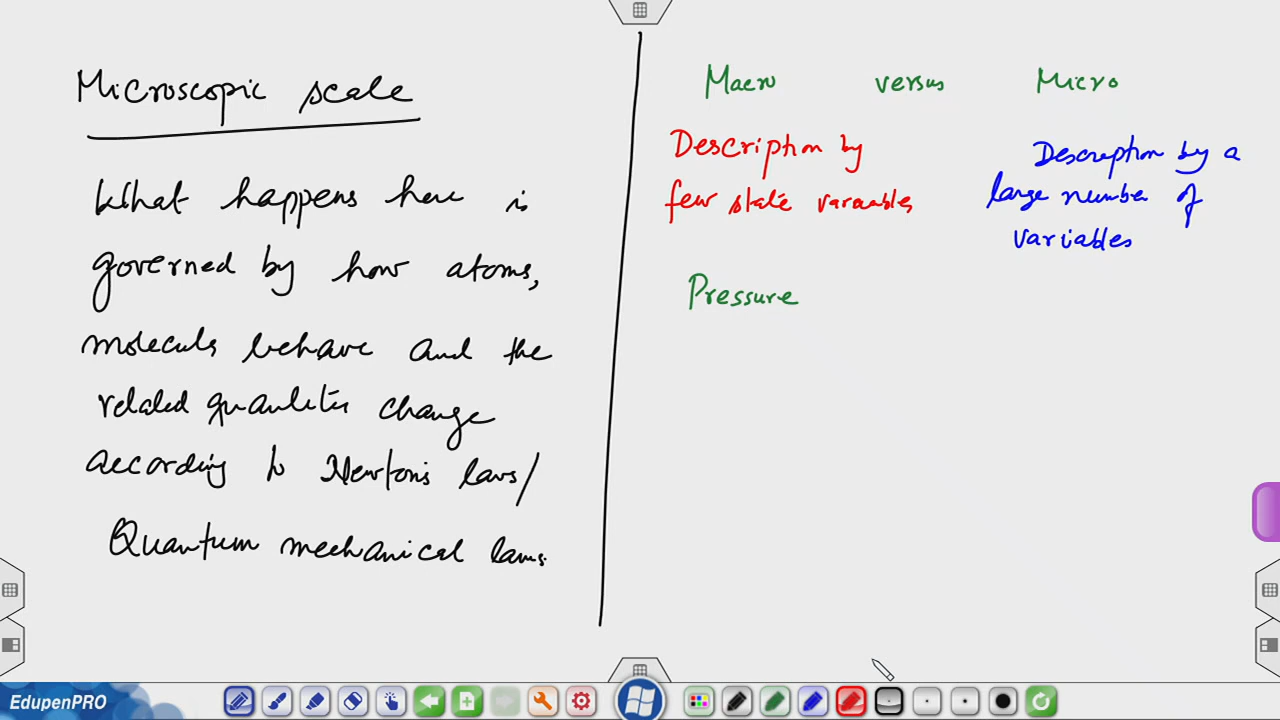 Microscopic scale
What happens here is
governed by how atoms,
molecules behave and the
related quantities change
according to Newton's laws/
Quantum mechanical laws.
Macro versus Micro
Description by
few state variables
Description by a
large number of
variables
Pressure
EdupenPRO